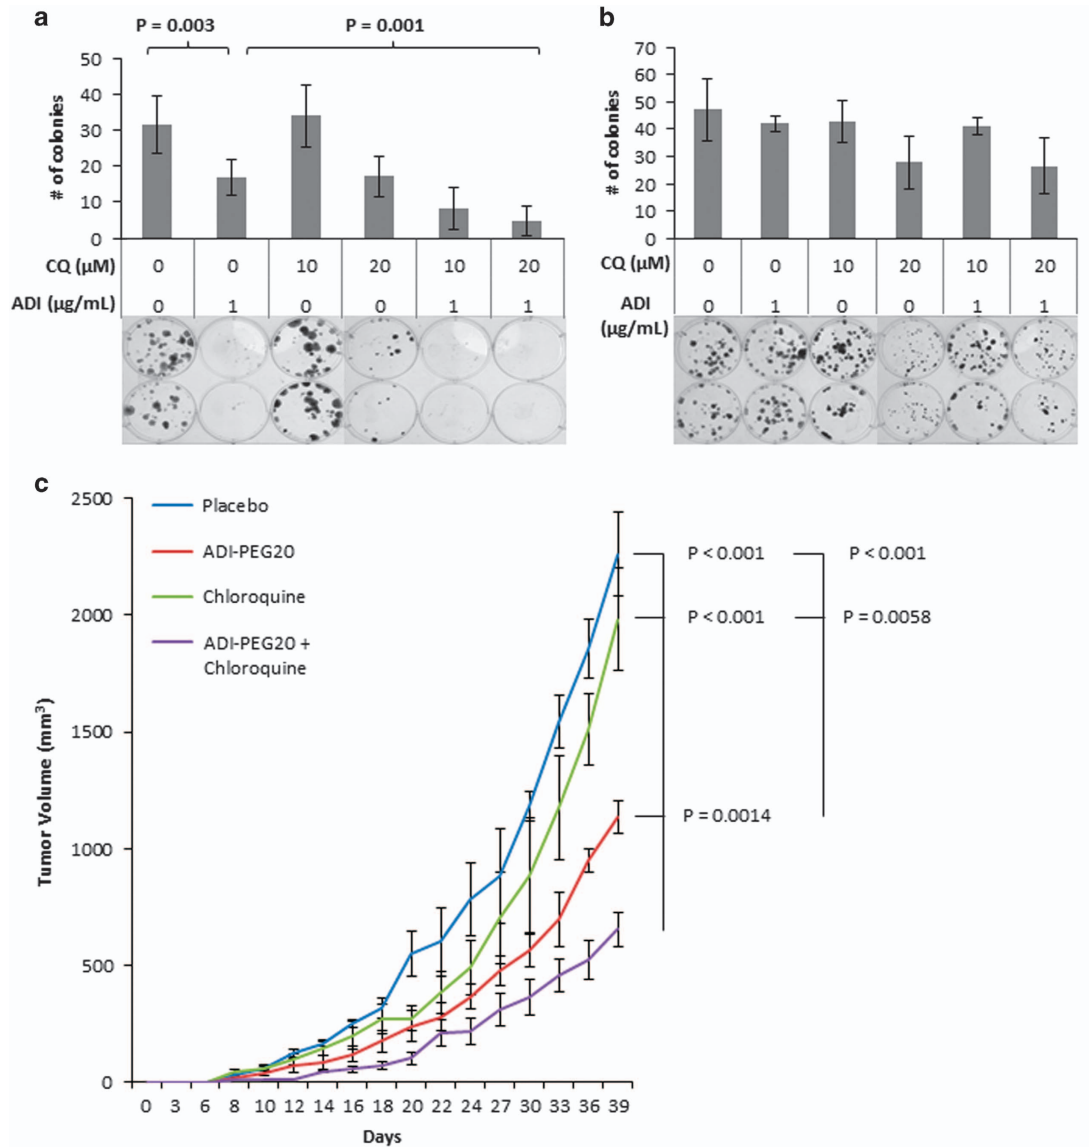 a
P = 0.003 P = 0.001
50
40
30
20
10
0
# of colonies
CQ (μM) 0 0 10 20 10 20
ADI (μg/mL) 0 1 0 0 1 1
b
70
60
50
40
30
20
10
0
# of colonies
CQ (μM) 0 0 10 20 10 20
ADI 0 1 0 0 1 1
(μg/mL)
c
2500
2000
1500
1000
500
0
Tumor Volume (mm³)
Placebo
ADI-PEG20
Chloroquine
ADI-PEG20 +
Chloroquine
P < 0.001 P < 0.001
P < 0.001 P = 0.0058
P = 0.0014
0 3 6 8 10 12 14 16 18 20 22 24 27 30 33 36 39
Days